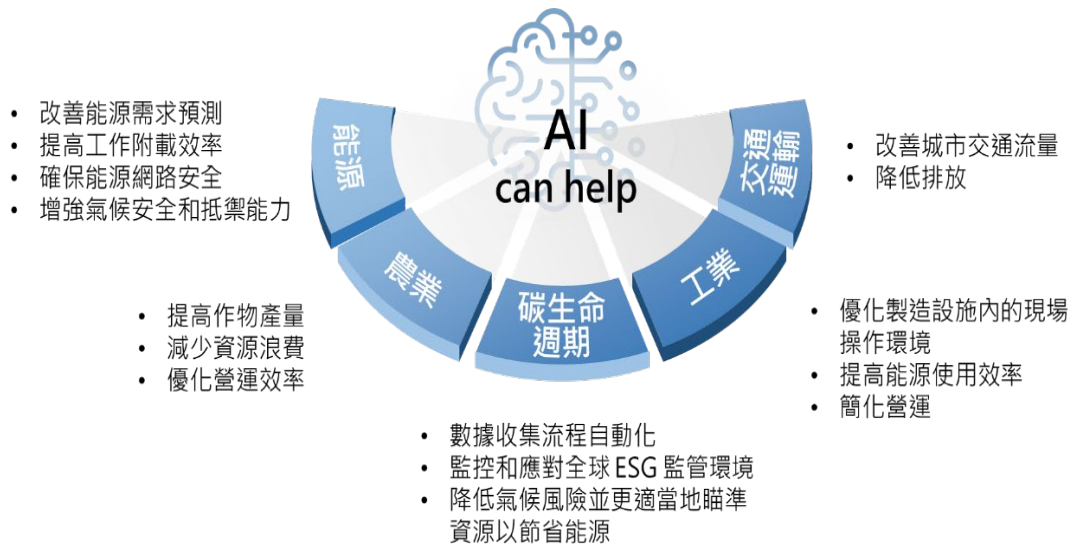 AI
can help
能源
• 改善能源需求預測
• 提高工作附載效率
• 確保能源網路安全
• 增強氣候安全和抵禦能力
農業
• 提高作物產量
• 減少資源浪費
• 優化營運效率
碳生命
週期
• 數據收集流程自動化
• 監控和應對全球 ESG 監管環境
• 降低氣候風險並更適當地瞄準
資源以節省能源
工業
• 優化製造設施內的現場
操作環境
• 提高能源使用效率
• 簡化營運
交通
運輸
• 改善城市交通流量
• 降低排放